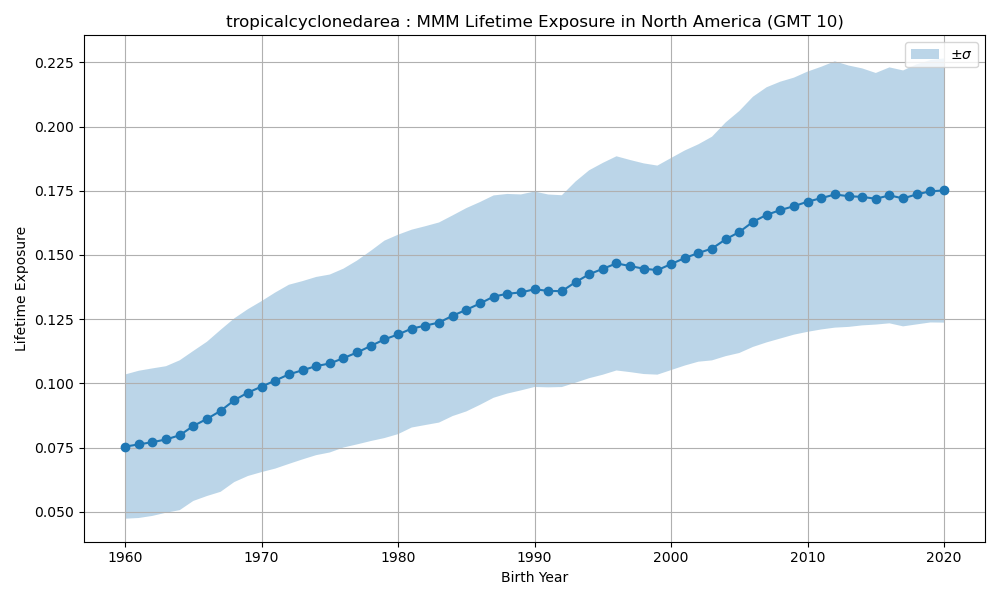 tropicalcyclonedarea : MMM Lifetime Exposure in North America (GMT 10)
±σ
0.225
0.200
0.175
0.150
0.125
0.100
0.075
0.050
Lifetime Exposure
1960 1970 1980 1990 2000 2010 2020
Birth Year